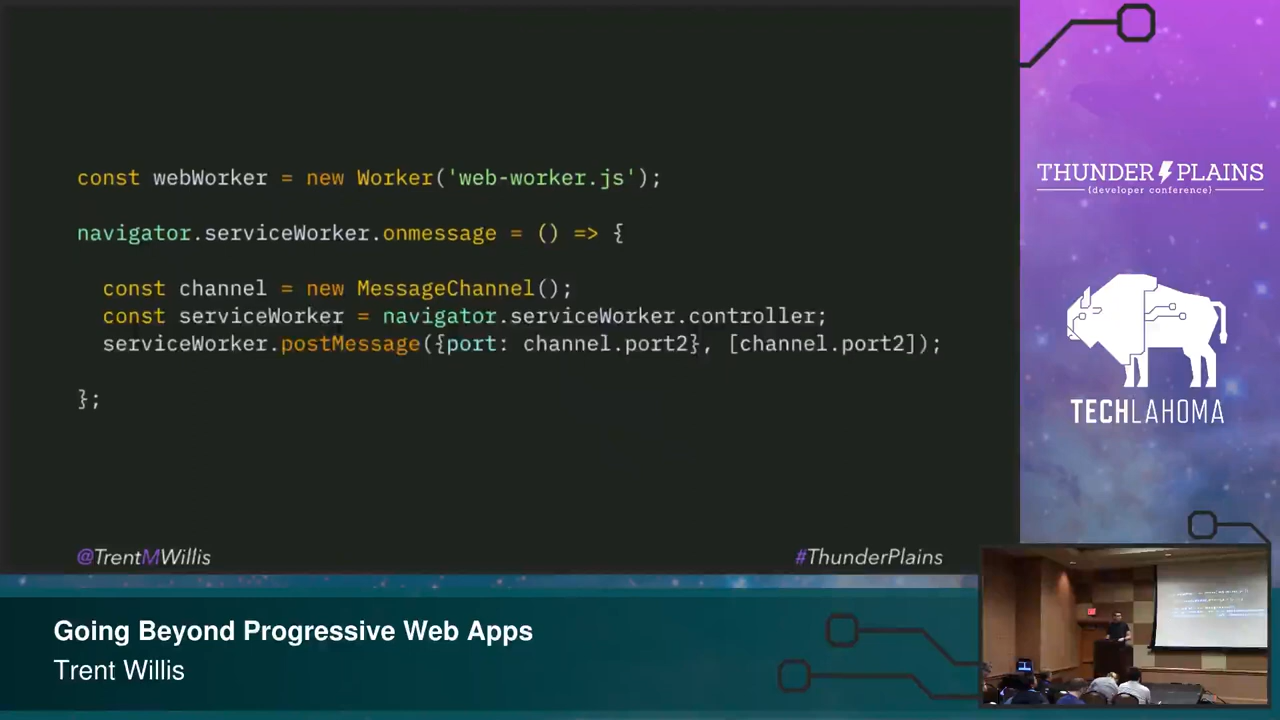 const webWorker = new Worker('web-worker.js');
navigator.serviceWorker.onmessage = () => {
const channel = new MessageChannel();
const serviceWorker = navigator.serviceWorker.controller;
serviceWorker.postMessage({port: channel.port2}, [channel.port2]);
};
@TrentMWillis
#ThunderPlains
THUNDER PLAINS
{developer conference}
TECHLAHOMA
Going Beyond Progressive Web Apps
Trent Willis